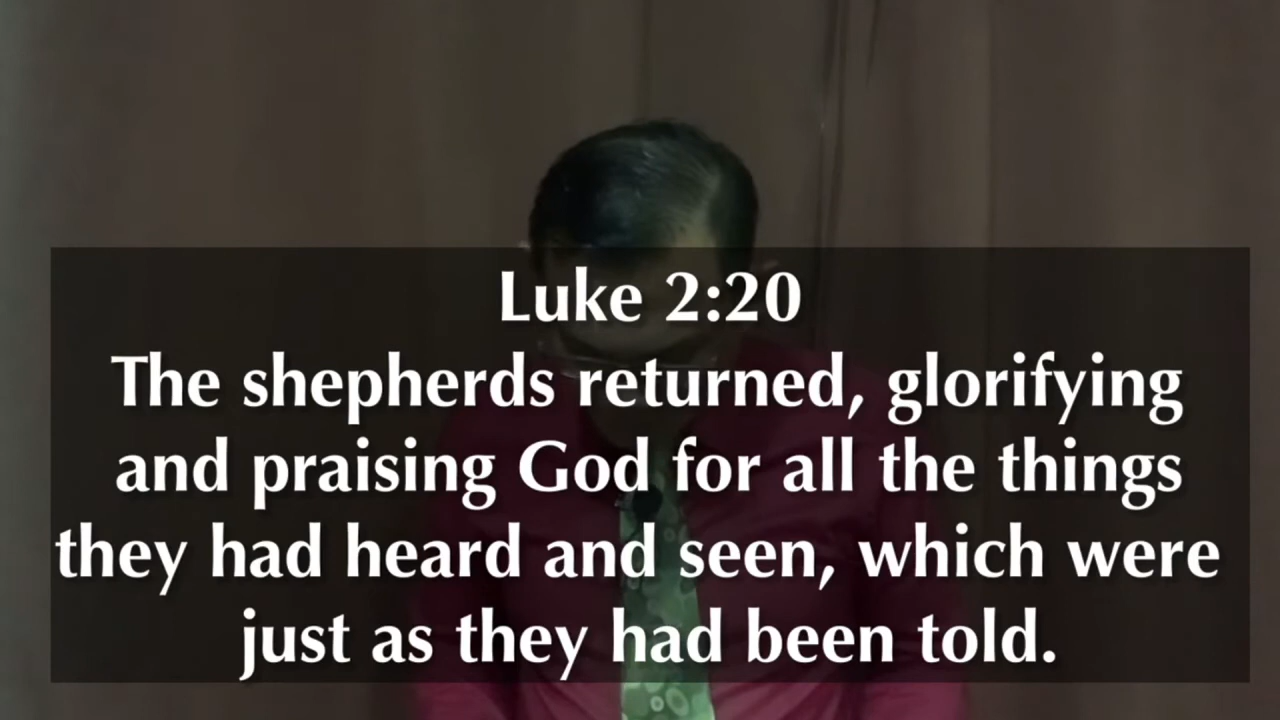 Luke 2:20
The shepherds returned, glorifying
and praising God for all the things
they had heard and seen, which were
just as they had been told.